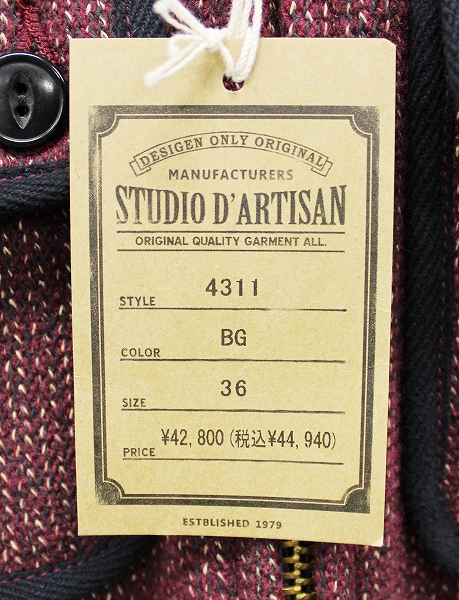 DESIGEN ONLY ORIGINAL
MANUFACTURERS
STUDIO D'ARTISAN
ORIGINAL QUALITY GARMENT ALL.
STYLE 4311
COLOR BG
SIZE 36
PRICE ¥42,800(税込¥44,940)
ESTBLISHED 1979